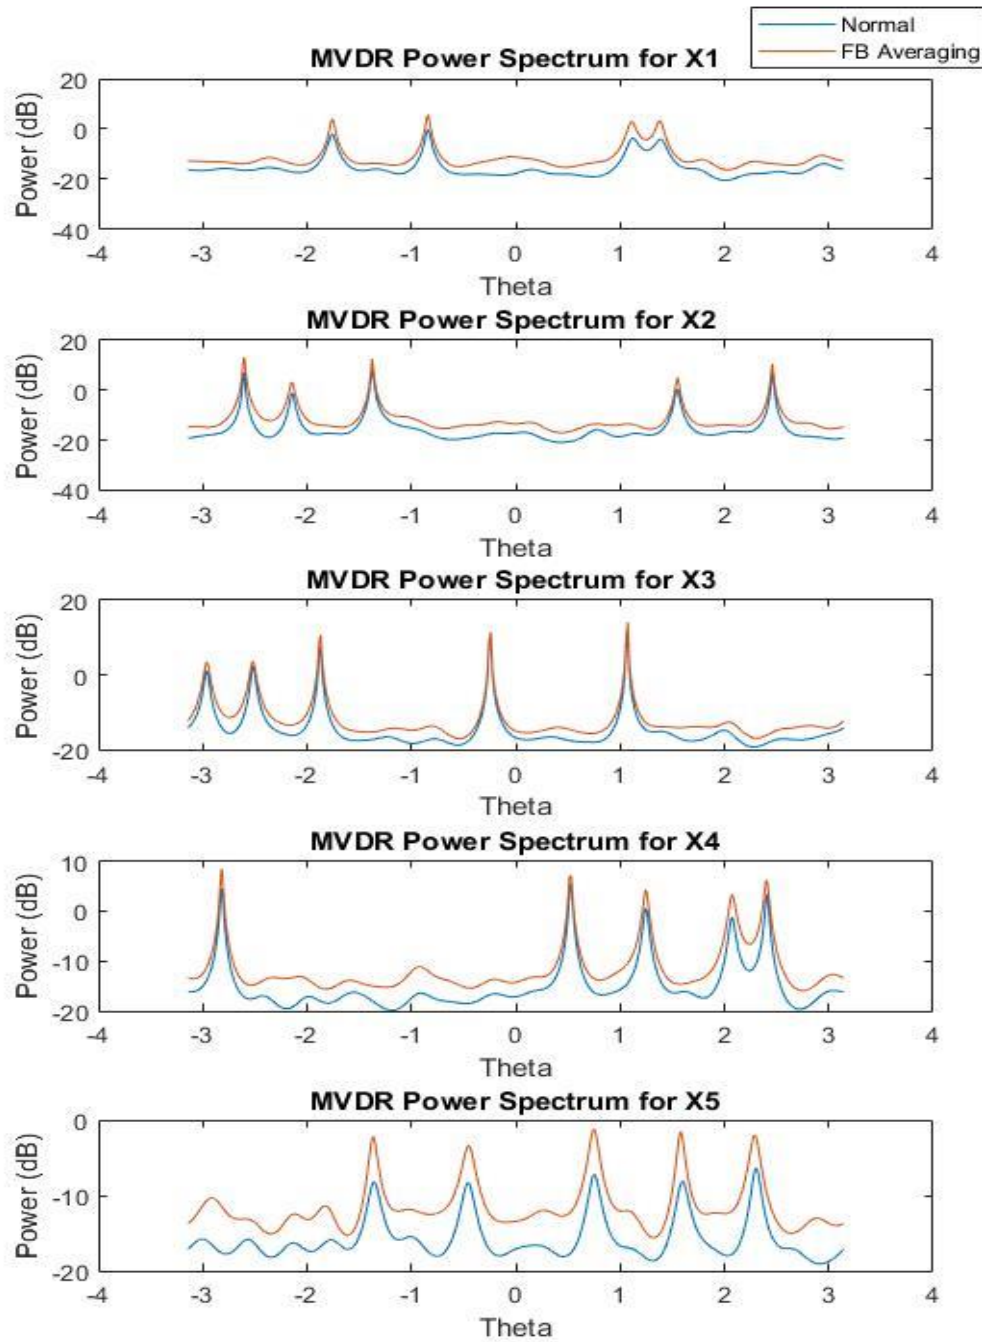 Normal
FB Averaging
MVDR Power Spectrum for X1
Power (dB)
20
0
-20
-40
-4 -3 -2 -1 0 1 2 3 4
Theta
MVDR Power Spectrum for X2
Power (dB)
20
0
-20
-40
-4 -3 -2 -1 0 1 2 3 4
Theta
MVDR Power Spectrum for X3
Power (dB)
20
0
-20
-4 -3 -2 -1 0 1 2 3 4
Theta
MVDR Power Spectrum for X4
Power (dB)
10
0
-10
-20
-4 -3 -2 -1 0 1 2 3 4
Theta
MVDR Power Spectrum for X5
Power (dB)
0
-10
-20
-4 -3 -2 -1 0 1 2 3 4
Theta